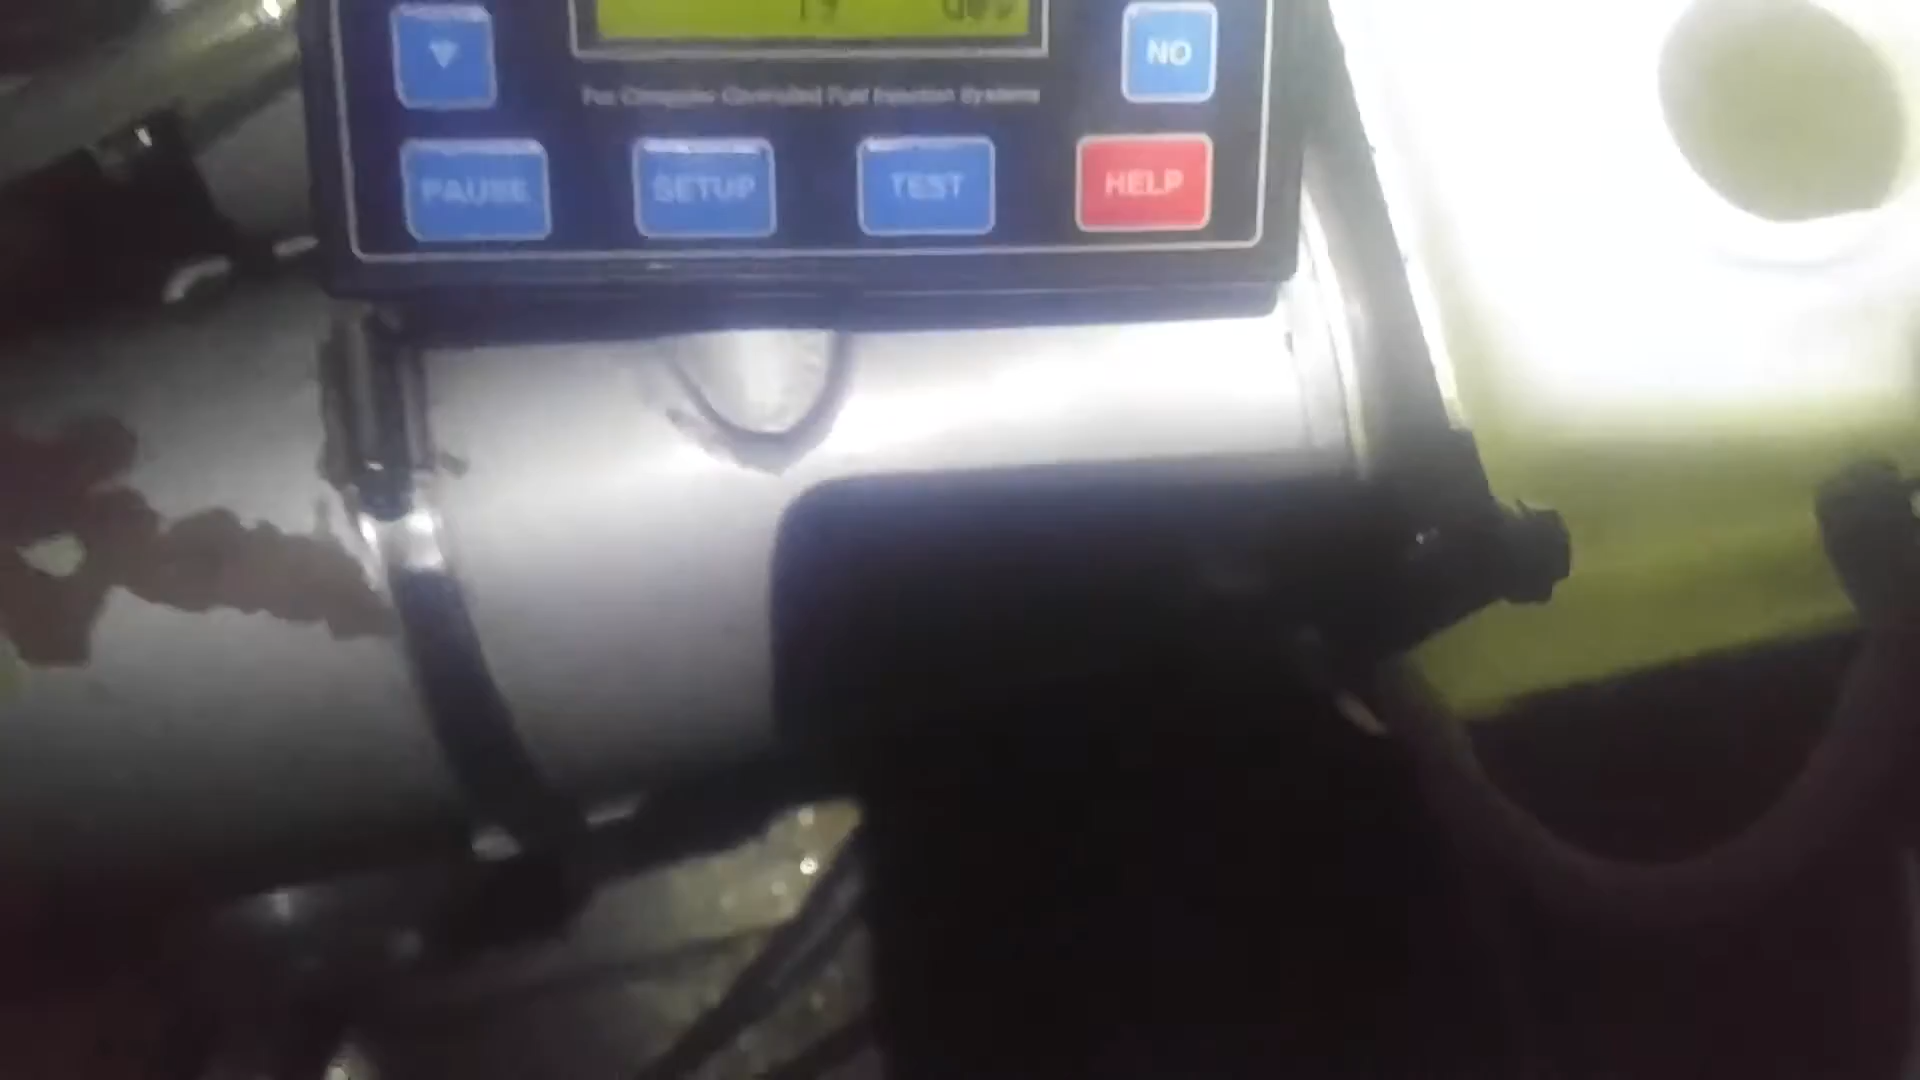 NO
For Computer Controlled Fuel Injection Systems
PAUSE SETUP TEST HELP